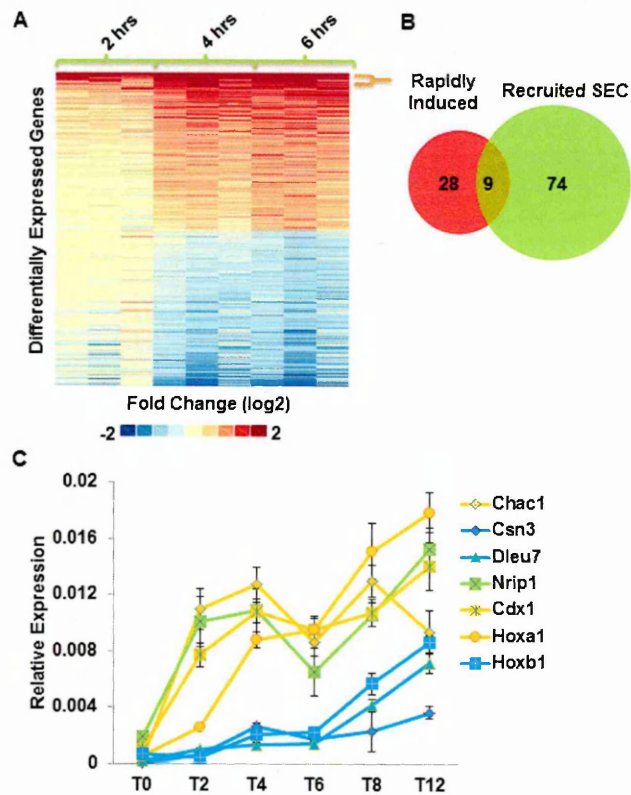 A
2 hrs
4 hrs
6 hrs
Differentially Expressed Genes
Fold Change (log2)
-2
2
B
Rapidly
Induced
Recruited SEC
28
9
74
C
Relative Expression
0.02
0.016
0.012
0.008
0.004
0
T0
T2
T4
T6
T8
T12
Chac1
Csn3
Dleu7
Nrip1
Cdx1
Hoxa1
Hoxb1